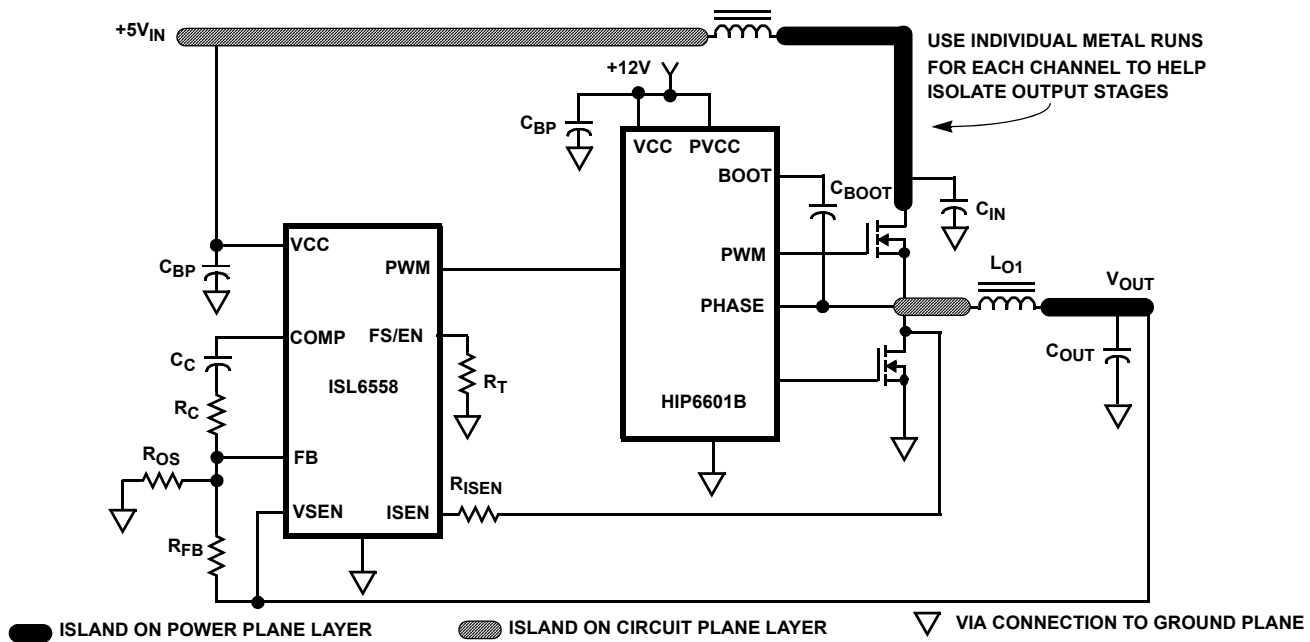 +5VIN
USE INDIVIDUAL METAL RUNS
FOR EACH CHANNEL TO HELP
ISOLATE OUTPUT STAGES
+12V
CBP
VCC
PVCC
BOOT
CBOOT
CIN
VCC
CBP
PWM
PWM
LO1
VOUT
PHASE
COMP
FS/EN
COUT
CC
RT
ISL6558
HIP6601B
RC
ROS
FB
RISEN
VSEN
ISEN
RFB
ISLAND ON POWER PLANE LAYER
ISLAND ON CIRCUIT PLANE LAYER
VIA CONNECTION TO GROUND PLANE